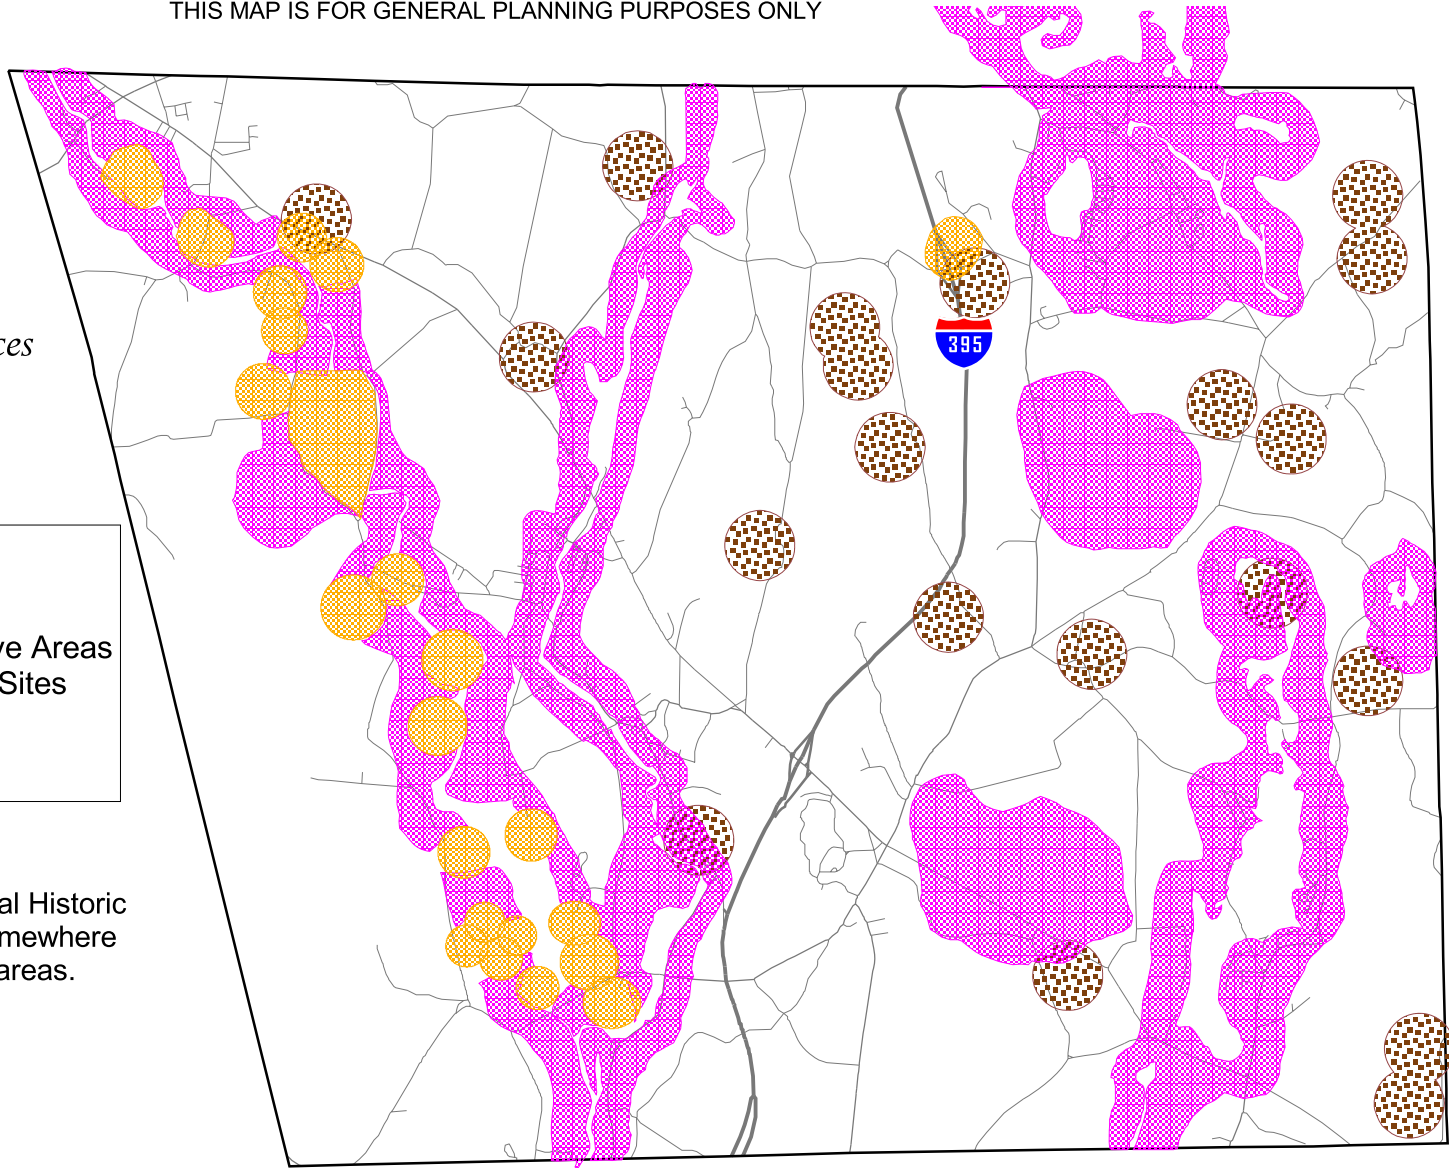 THIS MAP IS FOR GENERAL PLANNING PURPOSES ONLY
395
ces
ve Areas
Sites
al Historic
mewhere
areas.